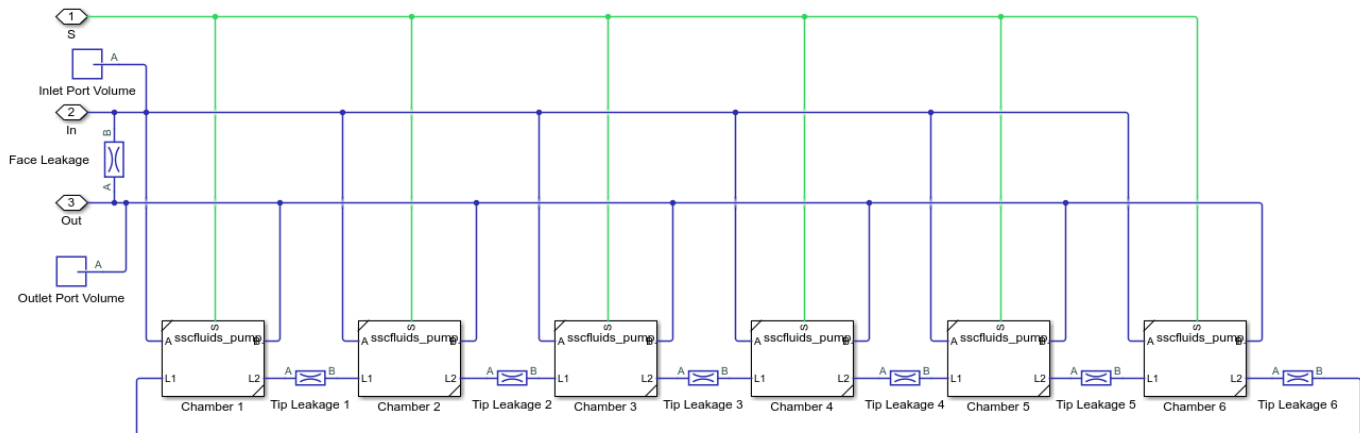 1
S
A
Inlet Port Volume
2
In
B
Face Leakage
A
3
Out
A
Outlet Port Volume
S S S S S S
sscfluids_pump sscfluids_pump sscfluids_pump sscfluids_pump sscfluids_pump sscfluids_pump
A B A B A B A B A B A B
L1 L2 A B L1 L2 A B L1 L2 A B L1 L2 A B L1 L2 A B L1 L2 A B
Chamber 1 Tip Leakage 1 Chamber 2 Tip Leakage 2 Chamber 3 Tip Leakage 3 Chamber 4 Tip Leakage 4 Chamber 5 Tip Leakage 5 Chamber 6 Tip Leakage 6